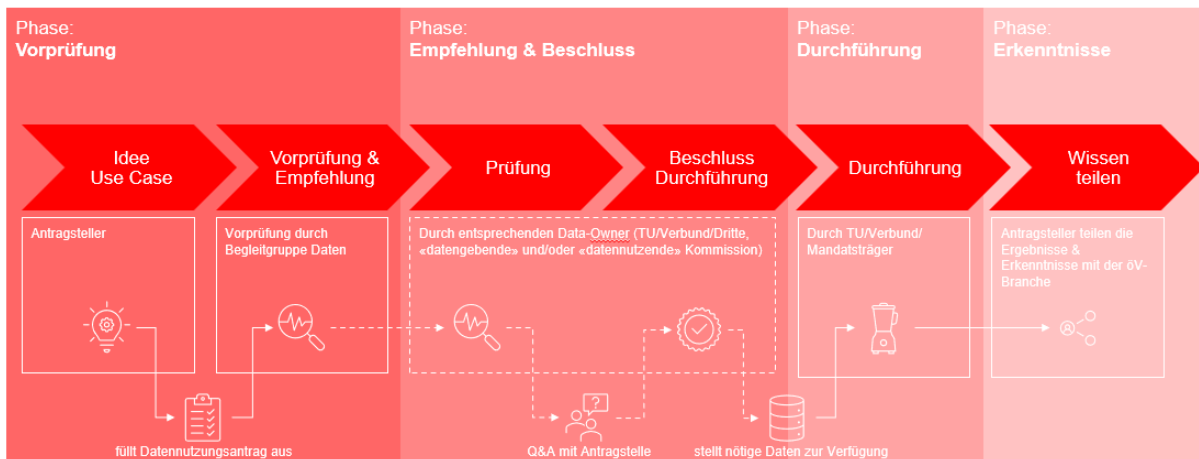 Phase:
Vorprüfung
Phase:
Empfehlung & Beschluss
Phase:
Durchführung
Phase:
Erkenntnisse
Idee
Use Case
Vorprüfung &
Empfehlung
Prüfung
Beschluss
Durchführung
Durchführung
Wissen
teilen
Antragsteller
Vorprüfung durch
Begleitgruppe Daten
Durch entsprechenden Data-Owner (TU/Verbund/Dritte,
«datengebende» und/oder «datennutzende» Kommission)
Durch TU/Verbund/
Mandatsträger
Antragsteller teilen die
Ergebnisse &
Erkenntnisse mit der öV-
Branche
?
füllt Datennutzungsantrag aus
Q&A mit Antragstelle
stellt nötige Daten zur Verfügung